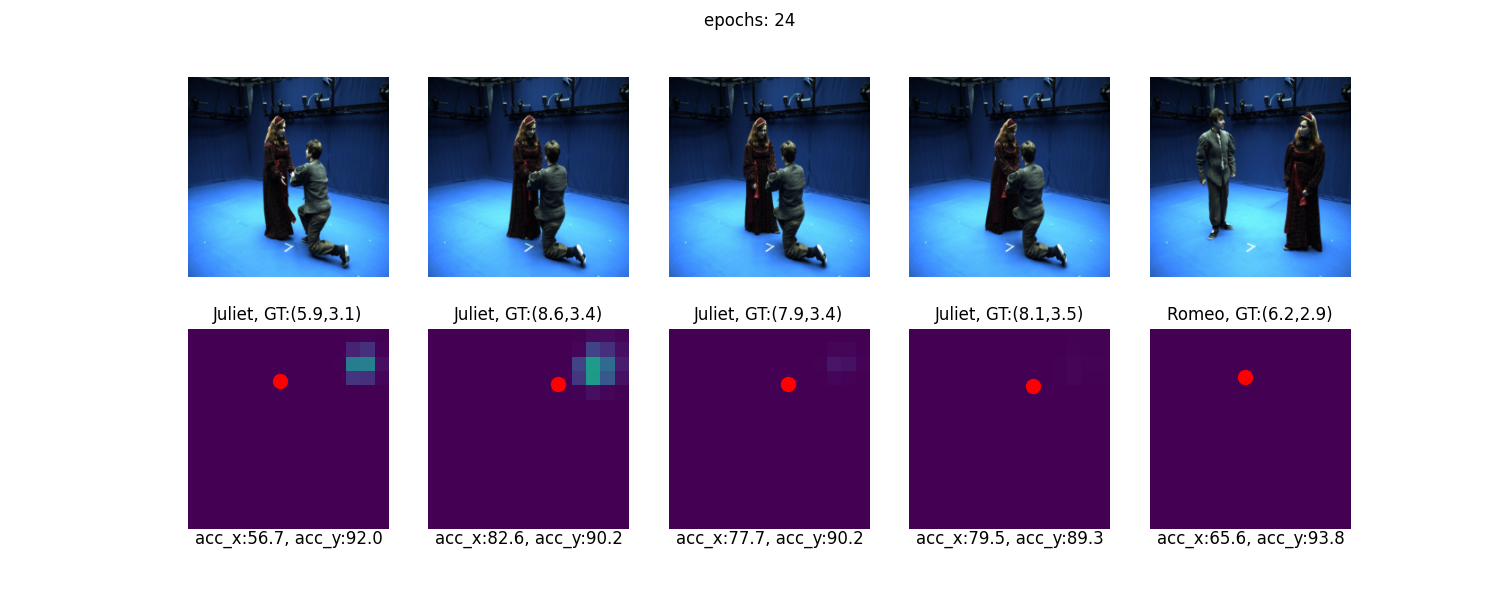 epochs: 24
Juliet, GT:(5.9,3.1)
Juliet, GT:(8.6,3.4)
Juliet, GT:(7.9,3.4)
Juliet, GT:(8.1,3.5)
Romeo, GT:(6.2,2.9)
acc_x:56.7, acc_y:92.0
acc_x:82.6, acc_y:90.2
acc_x:77.7, acc_y:90.2
acc_x:79.5, acc_y:89.3
acc_x:65.6, acc_y:93.8